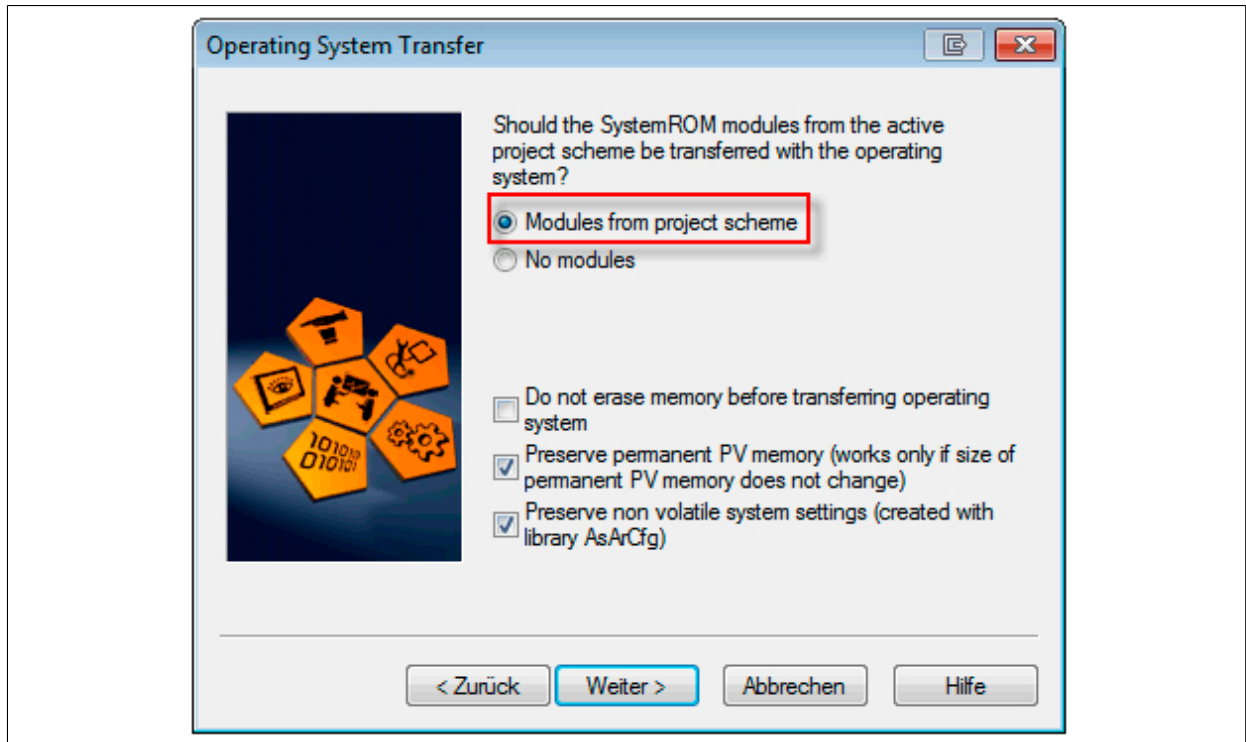 Operating System Transfer
Should the SystemROM modules from the active
project scheme be transferred with the operating
system?
Modules from project scheme
No modules
Do not erase memory before transferring operating
system
Preserve permanent PV memory (works only if size of
permanent PV memory does not change)
Preserve non volatile system settings (created with
library AsArCfg)
101010
010101
< Zurück
Weiter >
Abbrechen
Hilfe